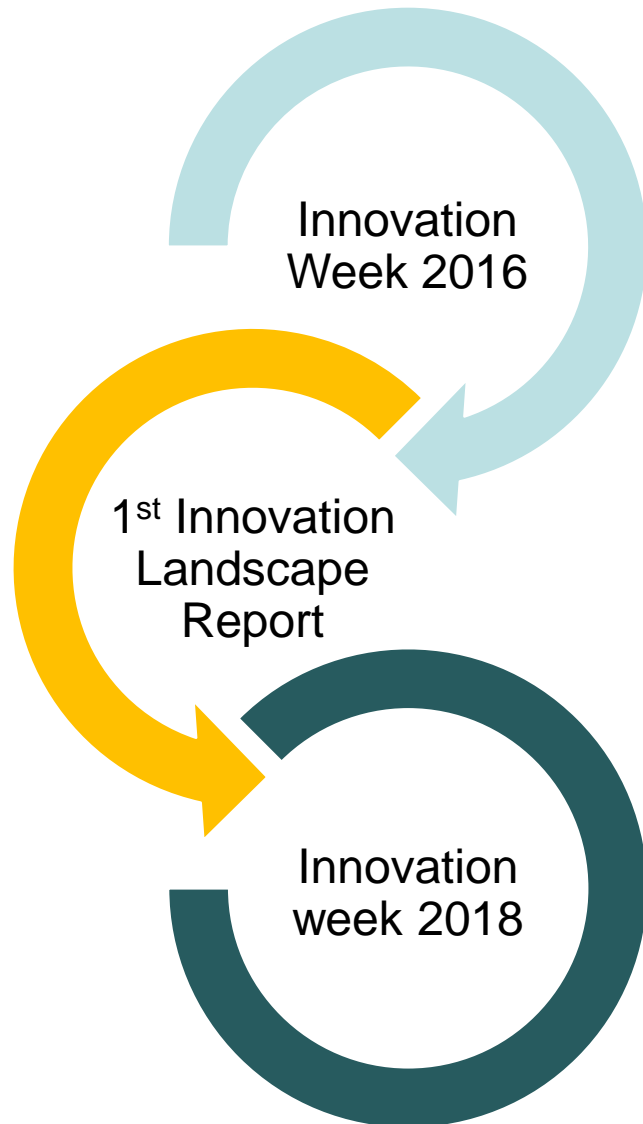 Innovation
Week 2016
1st Innovation
Landscape
Report
Innovation
week 2018